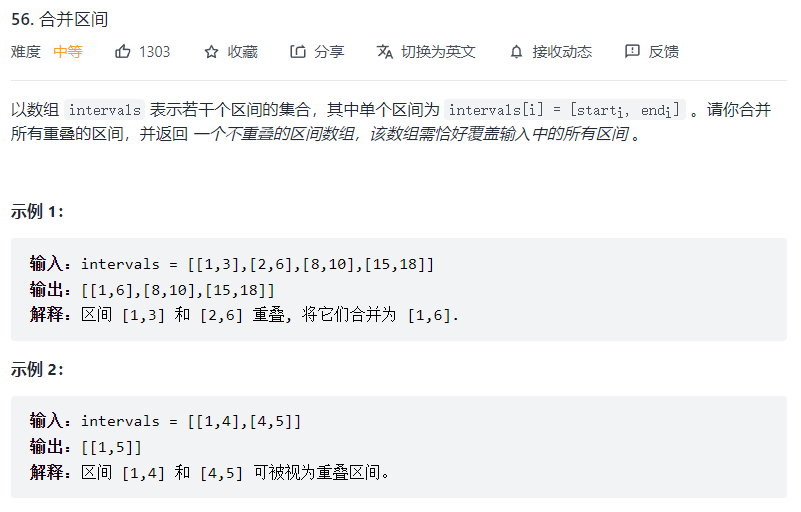 56. 合并区间
难度 中等 1303 收藏 分享 切换为英文 接收动态 反馈
以数组 intervals 表示若干个区间的集合，其中单个区间为 intervals[i] = [starti, endi] 。请你合并
所有重叠的区间，并返回 一个不重叠的区间数组，该数组需恰好覆盖输入中的所有区间 。
示例 1：
输入：intervals = [[1,3],[2,6],[8,10],[15,18]]
输出：[[1,6],[8,10],[15,18]]
解释：区间 [1,3] 和 [2,6] 重叠, 将它们合并为 [1,6].
示例 2：
输入：intervals = [[1,4],[4,5]]
输出：[[1,5]]
解释：区间 [1,4] 和 [4,5] 可被视为重叠区间。